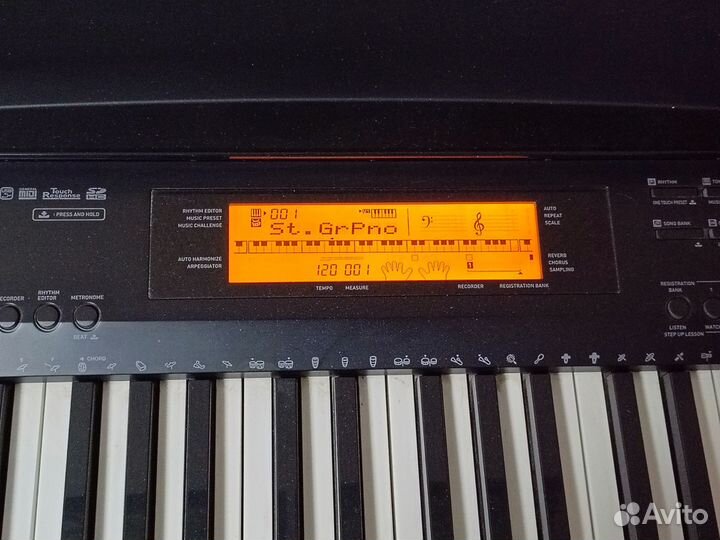 USB
GENERAL MIDI
Touch Response
SD
: PRESS AND HOLD
RHYTHM EDITOR
MUSIC PRESET
MUSIC CHALLENGE
AUTO HARMONIZE
ARPEGGIATOR
001
St.GrPno
120 001
TEMPO
MEASURE
RECORDER
REGISTRATION BANK
AUTO
REPEAT
SCALE
REVERB
CHORUS
SAMPLING
RHYTHM
ONE TOUCH PRESET
SONG BANK
REGISTRATION
BANK
1
LISTEN
WATCH
STEP UP LESSON
RHYTHM
EDITOR
METRONOME
BEAT
CHORD
Avito